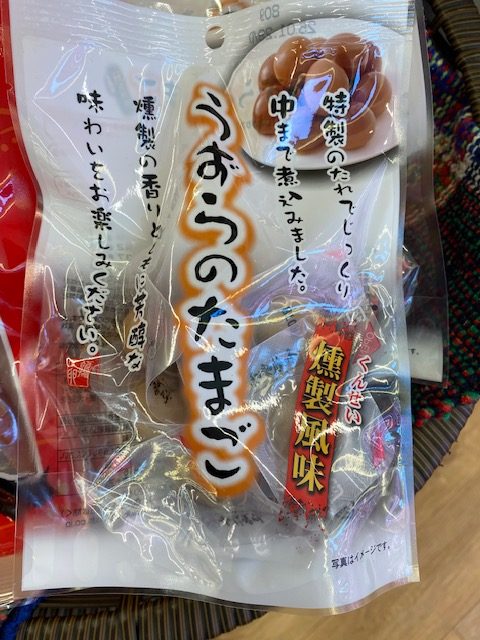 特製のたれでじっくり
中まで煮込みました。
うずらのたまご
燻製の香りとともに芳醇な
味わいをお楽しみください。
くんせい
燻製風味
写真はイメージです。